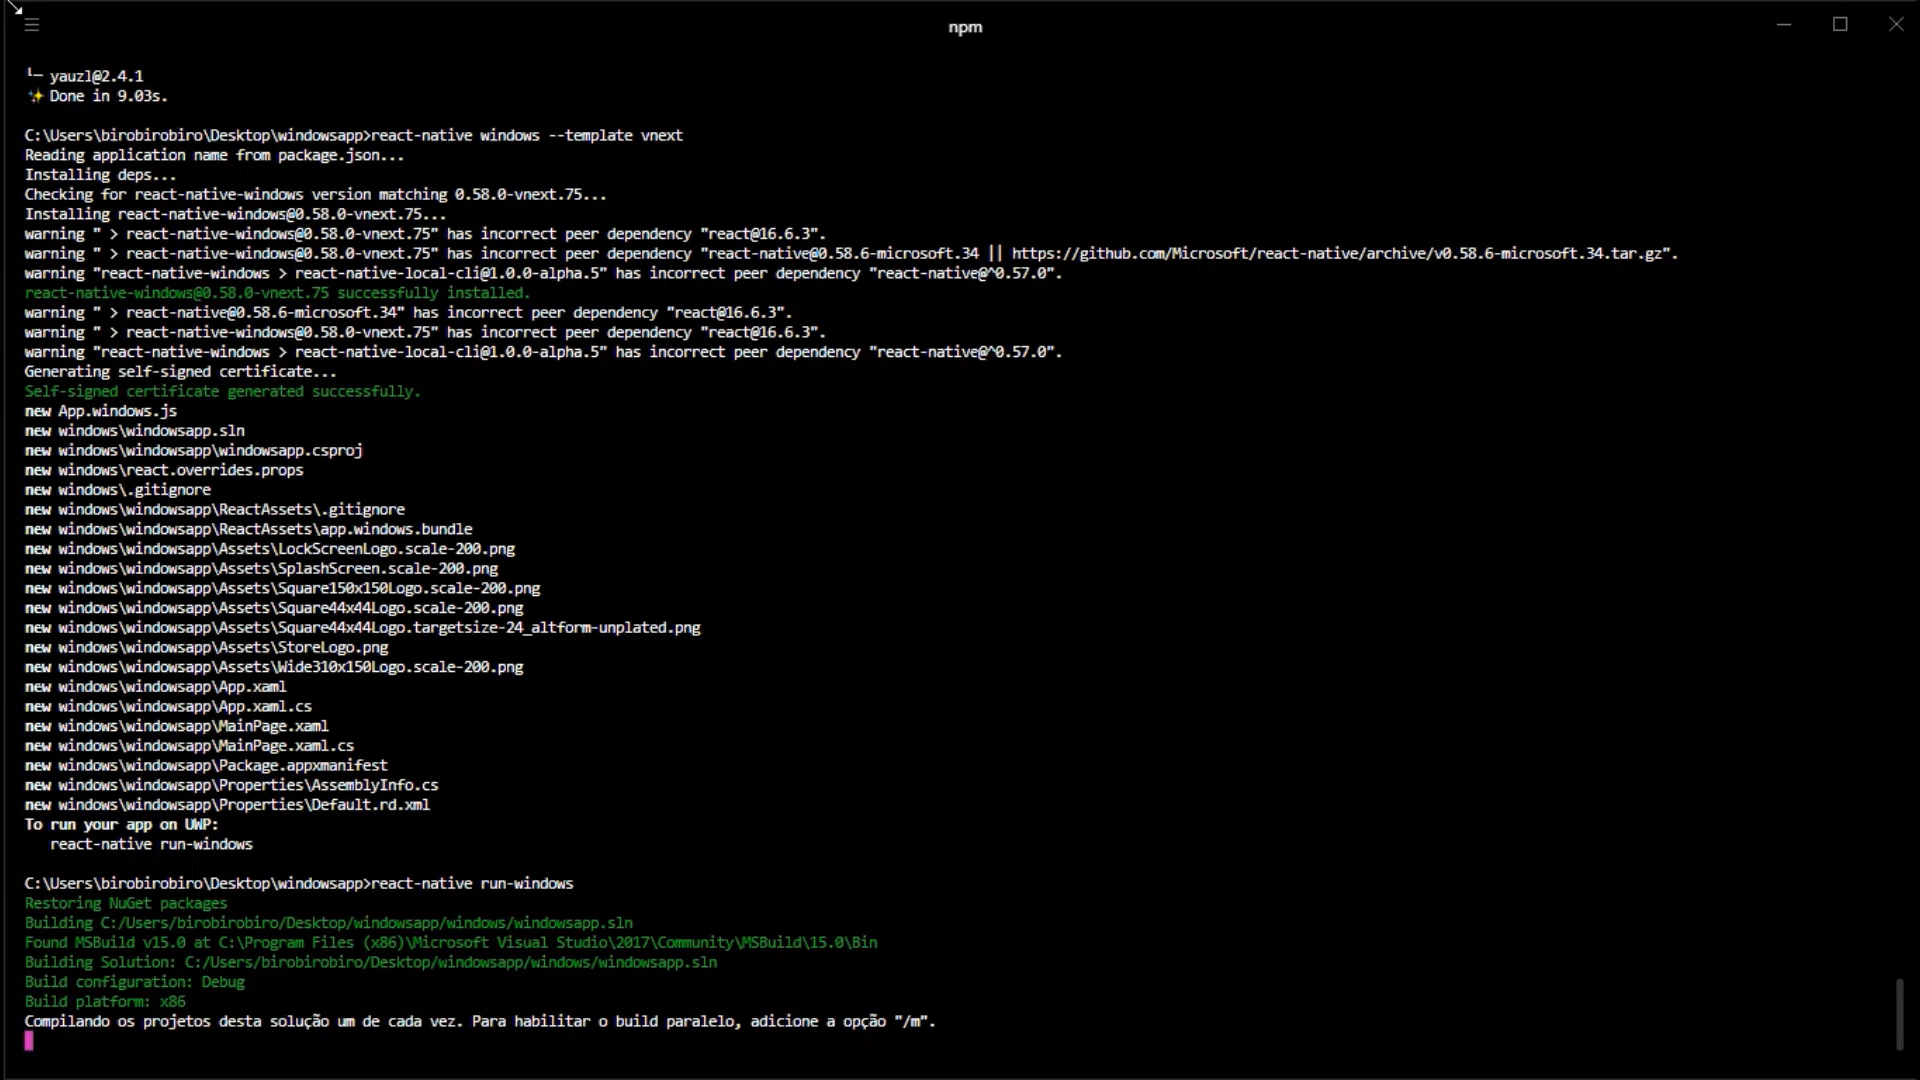 npm
└─ yauzl@2.4.1
✨ Done in 9.03s.
C:\Users\birobirobiro\Desktop\windowsapp>react-native windows --template vnext
Reading application name from package.json...
Installing deps...
Checking for react-native-windows version matching 0.58.0-vnext.75...
Installing react-native-windows@0.58.0-vnext.75...
warning " > react-native-windows@0.58.0-vnext.75" has incorrect peer dependency "react@16.6.3".
warning " > react-native-windows@0.58.0-vnext.75" has incorrect peer dependency "react-native@0.58.6-microsoft.34 || https://github.com/Microsoft/react-native/archive/v0.58.6-microsoft.34.tar.gz".
warning "react-native-windows > react-native-local-cli@1.0.0-alpha.5" has incorrect peer dependency "react-native@^0.57.0".
react-native-windows@0.58.0-vnext.75 successfully installed.
warning " > react-native@0.58.6-microsoft.34" has incorrect peer dependency "react@16.6.3".
warning " > react-native-windows@0.58.0-vnext.75" has incorrect peer dependency "react@16.6.3".
warning "react-native-windows > react-native-local-cli@1.0.0-alpha.5" has incorrect peer dependency "react-native@^0.57.0".
Generating self-signed certificate...
Self-signed certificate generated successfully.
new App.windows.js
new windows\windowsapp.sln
new windows\windowsapp\windowsapp.csproj
new windows\react.overrides.props
new windows\.gitignore
new windows\windowsapp\ReactAssets\.gitignore
new windows\windowsapp\ReactAssets\app.windows.bundle
new windows\windowsapp\Assets\LockScreenLogo.scale-200.png
new windows\windowsapp\Assets\SplashScreen.scale-200.png
new windows\windowsapp\Assets\Square150x150Logo.scale-200.png
new windows\windowsapp\Assets\Square44x44Logo.scale-200.png
new windows\windowsapp\Assets\Square44x44Logo.targetsize-24_altform-unplated.png
new windows\windowsapp\Assets\StoreLogo.png
new windows\windowsapp\Assets\Wide310x150Logo.scale-200.png
new windows\windowsapp\App.xaml
new windows\windowsapp\App.xaml.cs
new windows\windowsapp\MainPage.xaml
new windows\windowsapp\MainPage.xaml.cs
new windows\windowsapp\Package.appxmanifest
new windows\windowsapp\Properties\AssemblyInfo.cs
new windows\windowsapp\Properties\Default.rd.xml
To run your app on UWP:
react-native run-windows
C:\Users\birobirobiro\Desktop\windowsapp>react-native run-windows
Restoring NuGet packages
Building C:/Users/birobirobiro/Desktop/windowsapp/windows/windowsapp.sln
Found MSBuild v15.0 at C:\Program Files (x86)\Microsoft Visual Studio\2017\Community\MSBuild\15.0\Bin
Building Solution: C:/Users/birobirobiro/Desktop/windowsapp/windows/windowsapp.sln
Build configuration: Debug
Build platform: x86
Compilando os projetos desta solução um de cada vez. Para habilitar o build paralelo, adicione a opção "/m".